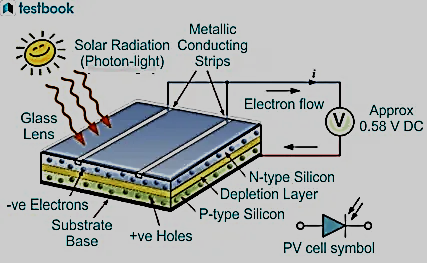 testbook
Solar Radiation
(Photon-light)
Metallic
Conducting
Strips
i
Electron flow
V
Approx
0.58 V DC
Glass
Lens
N-type Silicon
Depletion Layer
P-type Silicon
-ve Electrons
Substrate
Base
+ve Holes
PV cell symbol